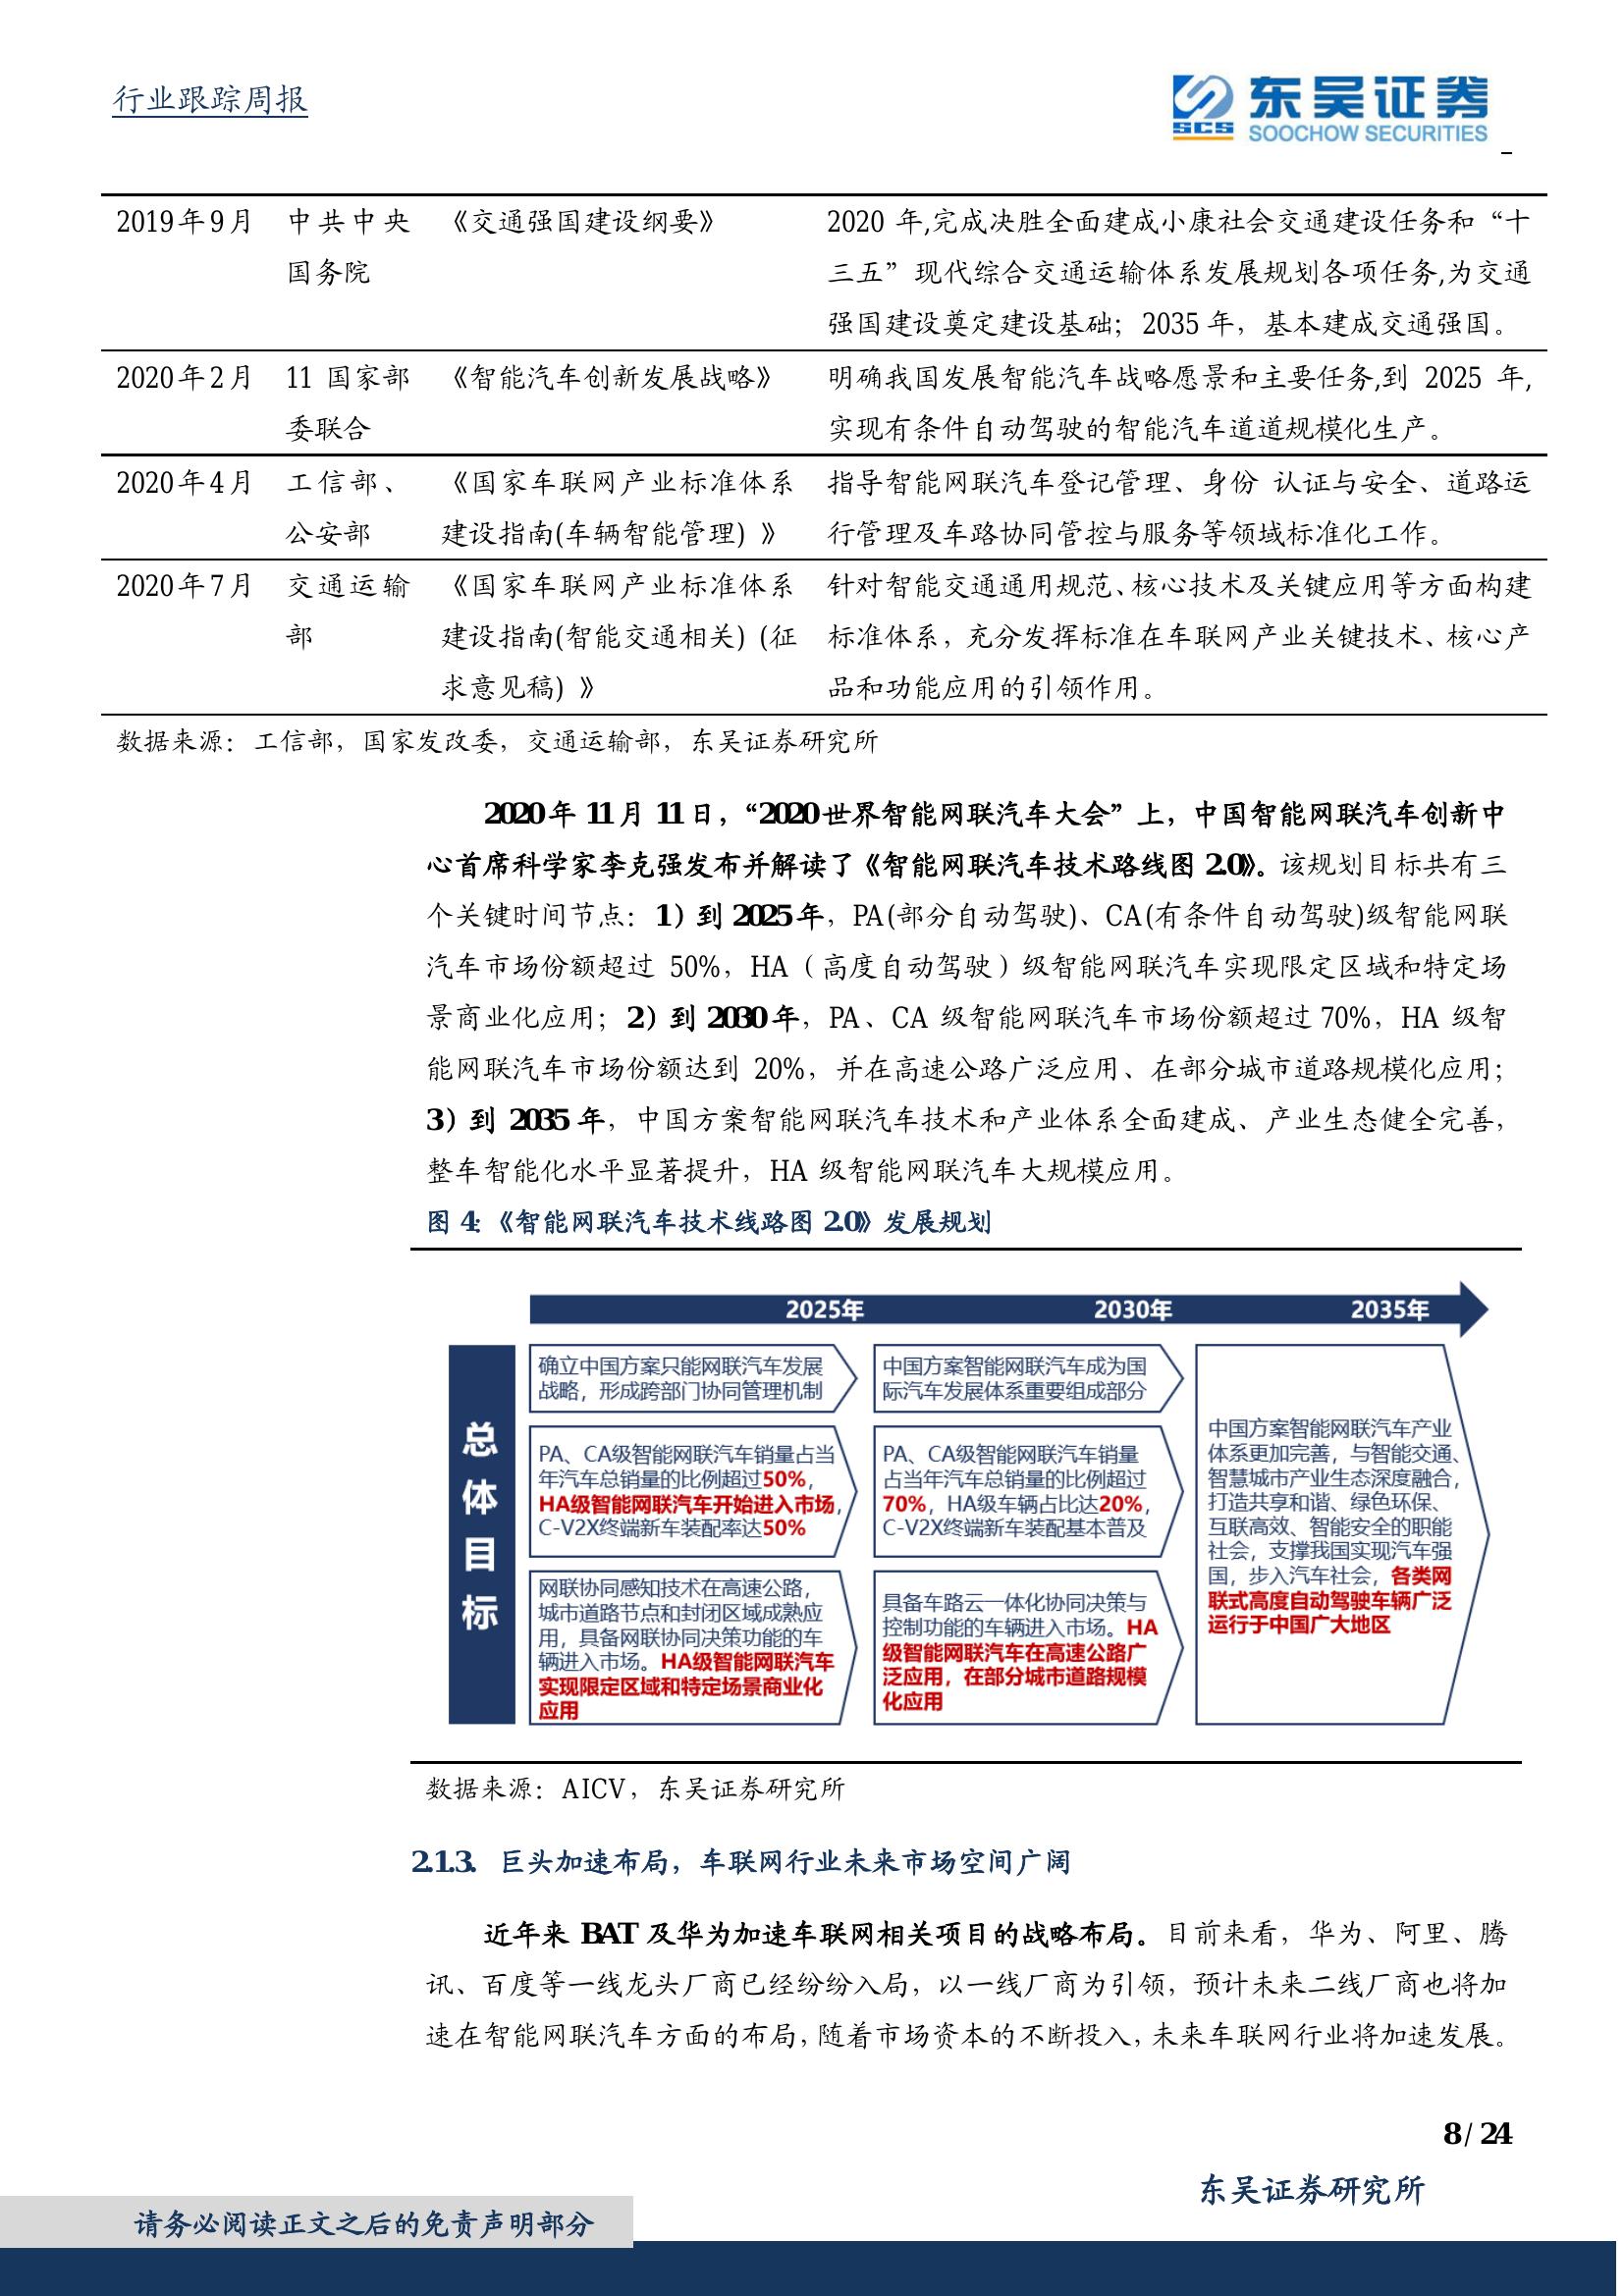 行业跟踪周报
SCS
东吴证券
SOOCHOW SECURITIES
2019年9月 中共中央 《交通强国建设纲要》 2020 年,完成决胜全面建成小康社会交通建设任务和“十
国务院 三五”现代综合交通运输体系发展规划各项任务,为交通
强国建设奠定建设基础；2035 年，基本建成交通强国。
2020年2月 11 国家部 《智能汽车创新发展战略》 明确我国发展智能汽车战略愿景和主要任务,到 2025 年,
委联合 实现有条件自动驾驶的智能汽车道道规模化生产。
2020年4月 工信部、 《国家车联网产业标准体系 指导智能网联汽车登记管理、身份 认证与安全、道路运
公安部 建设指南(车辆智能管理) 》 行管理及车路协同管控与服务等领域标准化工作。
2020年7月 交通运输 《国家车联网产业标准体系 针对智能交通通用规范、核心技术及关键应用等方面构建
部 建设指南(智能交通相关) (征 标准体系，充分发挥标准在车联网产业关键技术、核心产
求意见稿) 》 品和功能应用的引领作用。
数据来源：工信部，国家发改委，交通运输部，东吴证券研究所
2020年 11月 11日，“2020世界智能网联汽车大会”上，中国智能网联汽车创新中
心首席科学家李克强发布并解读了《智能网联汽车技术路线图 2.0》。该规划目标共有三
个关键时间节点：1）到 2025年，PA(部分自动驾驶)、CA(有条件自动驾驶)级智能网联
汽车市场份额超过 50%，HA（高度自动驾驶）级智能网联汽车实现限定区域和特定场
景商业化应用；2）到 2030年，PA、CA 级智能网联汽车市场份额超过 70%，HA 级智
能网联汽车市场份额达到 20%，并在高速公路广泛应用、在部分城市道路规模化应用；
3）到 2035 年，中国方案智能网联汽车技术和产业体系全面建成、产业生态健全完善，
整车智能化水平显著提升，HA 级智能网联汽车大规模应用。
图 4：《智能网联汽车技术线路图 2.0》发展规划
2025年 2030年 2035年
总体目标
确立中国方案只能网联汽车发展
战略，形成跨部门协同管理机制
中国方案智能网联汽车成为国
际汽车发展体系重要组成部分
PA、CA级智能网联汽车销量占当
年汽车总销量的比例超过50%，
HA级智能网联汽车开始进入市场，
C-V2X终端新车装配率达50%
PA、CA级智能网联汽车销量
占当年汽车总销量的比例超过
70%，HA级车辆占比达20%，
C-V2X终端新车装配基本普及
网联协同感知技术在高速公路，
城市道路节点和封闭区域成熟应
用，具备网联协同决策功能的车
辆进入市场。HA级智能网联汽车
实现限定区域和特定场景商业化
应用
具备车路云一体化协同决策与
控制功能的车辆进入市场。HA
级智能网联汽车在高速公路广
泛应用，在部分城市道路规模
化应用
中国方案智能网联汽车产业
体系更加完善，与智能交通、
智慧城市产业生态深度融合，
打造共享和谐、绿色环保、
互联高效、智能安全的职能
社会，支撑我国实现汽车强
国，步入汽车社会，各类网
联式高度自动驾驶车辆广泛
运行于中国广大地区
数据来源：AICV，东吴证券研究所
2.1.3. 巨头加速布局，车联网行业未来市场空间广阔
近年来 BAT 及华为加速车联网相关项目的战略布局。目前来看，华为、阿里、腾
讯、百度等一线龙头厂商已经纷纷入局，以一线厂商为引领，预计未来二线厂商也将加
速在智能网联汽车方面的布局，随着市场资本的不断投入，未来车联网行业将加速发展。
8 / 24
东吴证券研究所
请务必阅读正文之后的免责声明部分